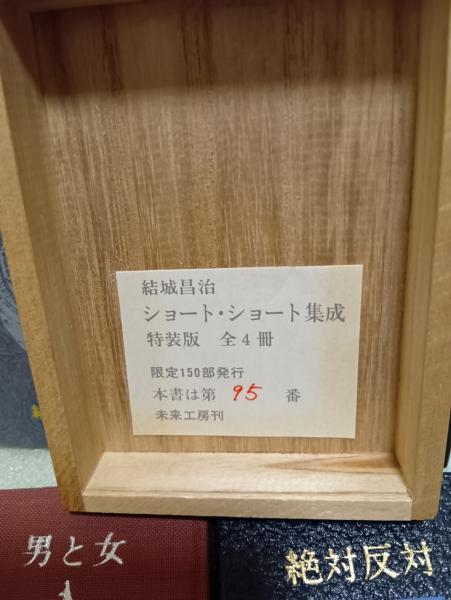 結城昌治
ショート・ショート集成
特装版 全4冊
限定150部発行
本書は第 95 番
未来工房刊
男と女
絶対反対